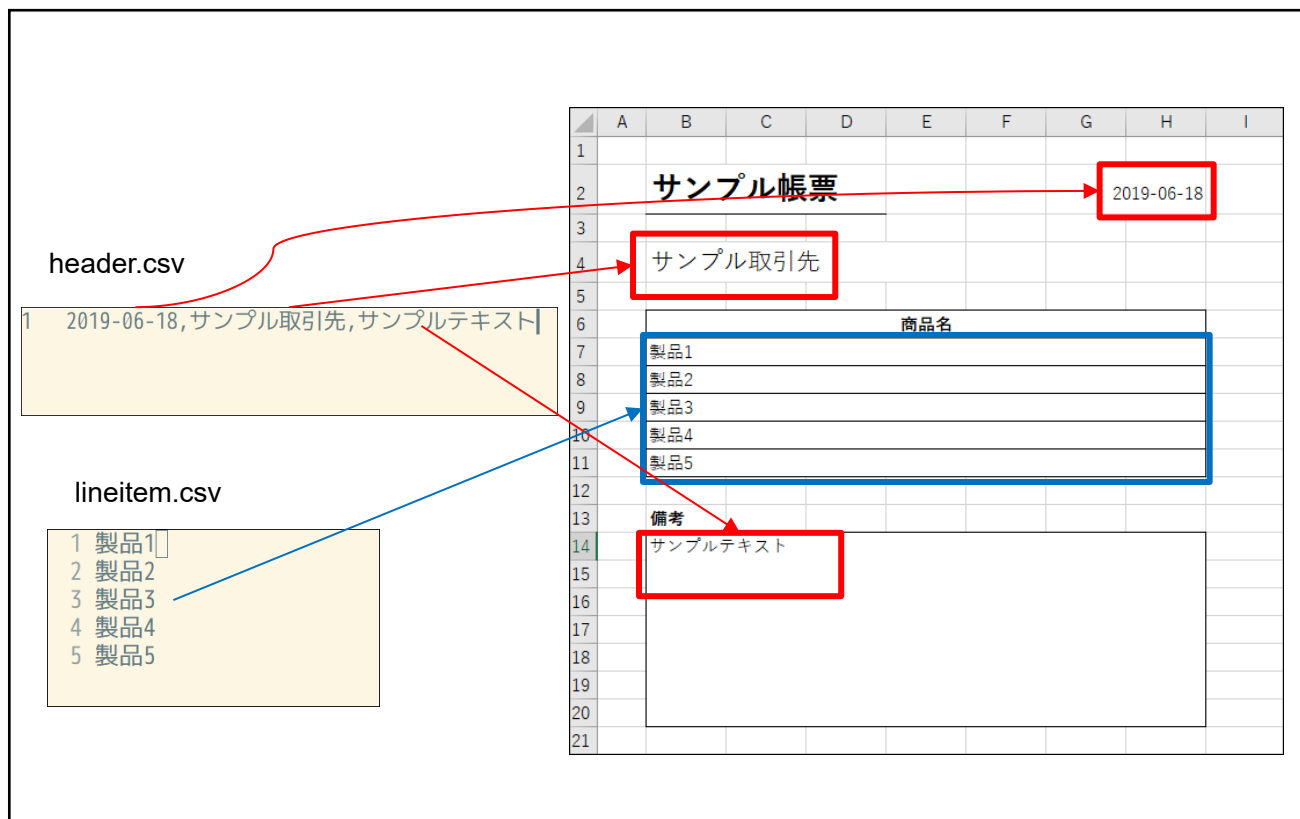 header.csv
1 2019-06-18,サンプル取引先,サンプルテキスト
lineitem.csv
1 製品1
2 製品2
3 製品3
4 製品4
5 製品5
A B C D E F G H I
1
2 サンプル帳票 2019-06-18
3
4 サンプル取引先
5
6 商品名
7 製品1
8 製品2
9 製品3
10 製品4
11 製品5
12
13 備考
14 サンプルテキスト
15
16
17
18
19
20
21